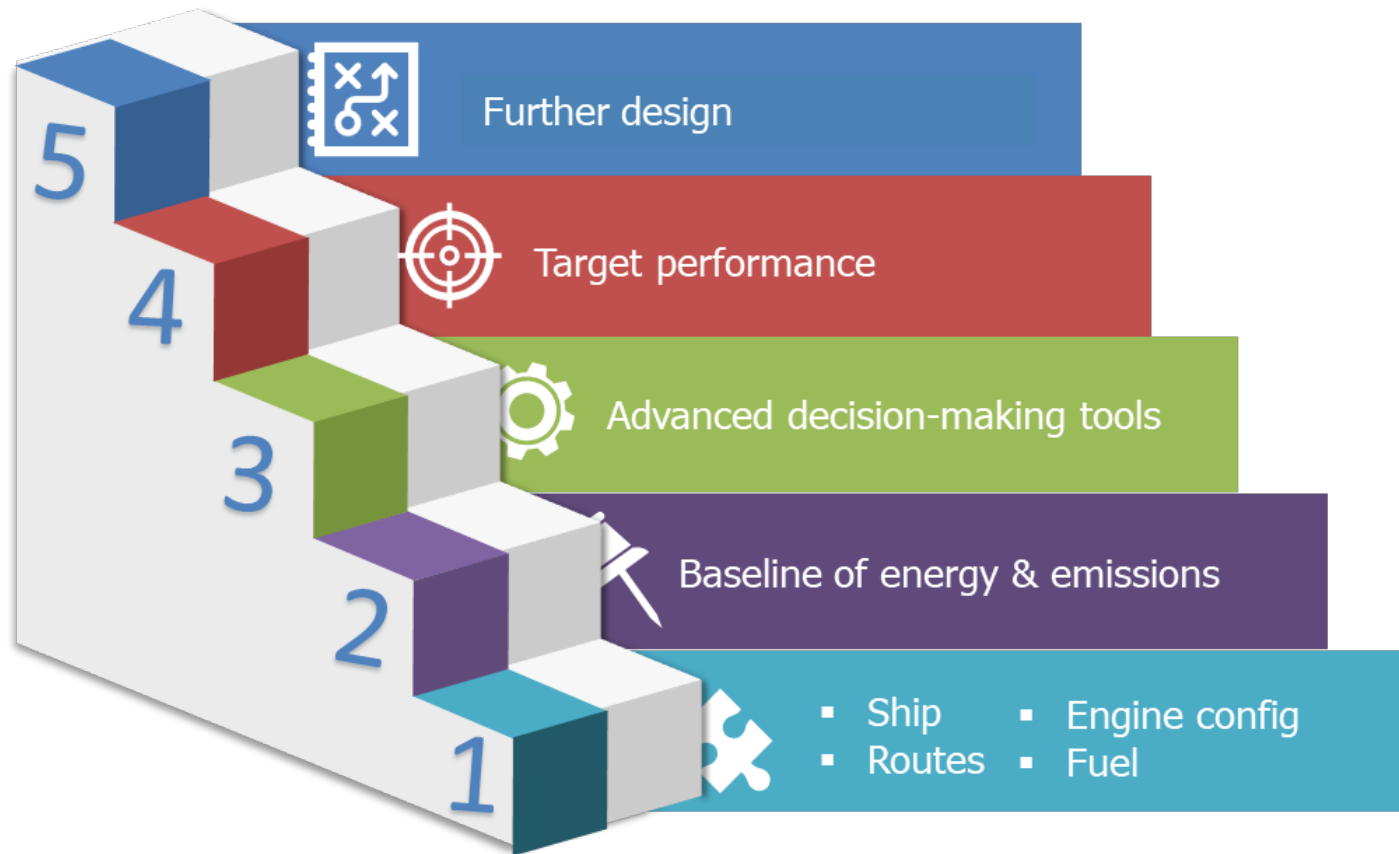 5
Further design
4
Target performance
3
Advanced decision-making tools
2
Baseline of energy & emissions
1
▪ Ship ▪ Engine config
▪ Routes ▪ Fuel